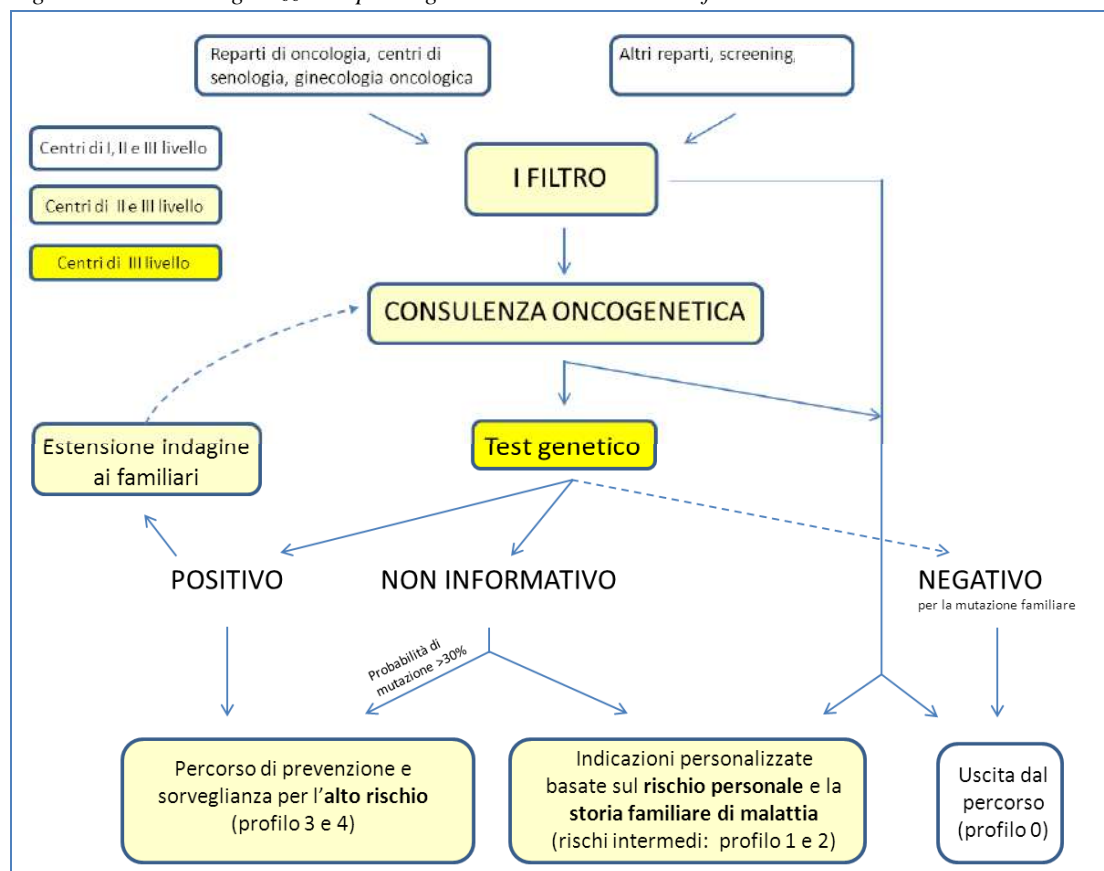 Reparti di oncologia, centri di
senologia, ginecologia oncologica
Altri reparti, screening,
Centri di I, II e III livello
Centri di II e III livello
Centri di III livello
I FILTRO
CONSULENZA ONCOGENETICA
Estensione indagine
ai familiari
Test genetico
POSITIVO
NON INFORMATIVO
NEGATIVO
per la mutazione familiare
Probabilità di
mutazione >30%
Percorso di prevenzione e
sorveglianza per l'alto rischio
(profilo 3 e 4)
Indicazioni personalizzate
basate sul rischio personale e la
storia familiare di malattia
(rischi intermedi: profilo 1 e 2)
Uscita dal
percorso
(profilo 0)